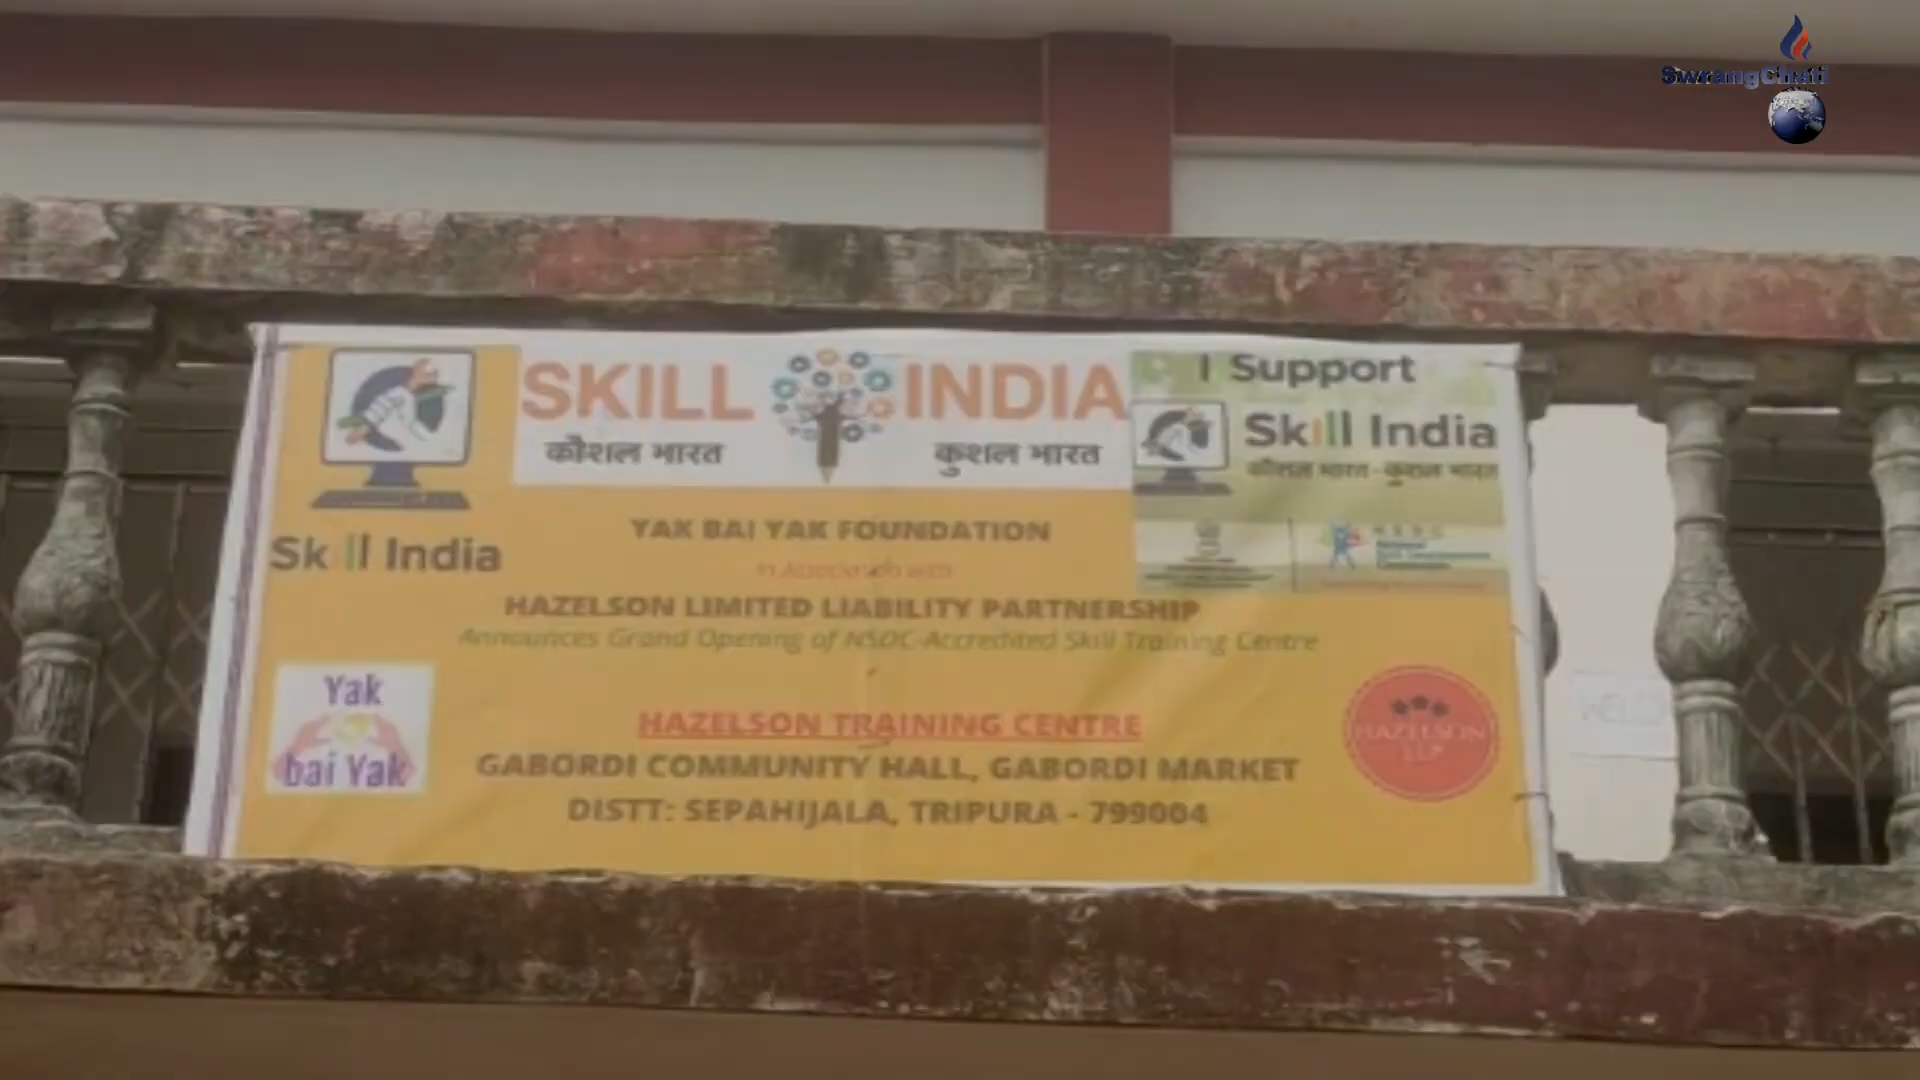 SwrangChati
SKILL INDIA
कौशल भारत कुशल भारत
I Support
Skill India
कौशल भारत - कुशल भारत
Skill India
YAK BAI YAK FOUNDATION
In Association with
HAZELSON LIMITED LIABILITY PARTNERSHIP
Announces Grand Opening of NSDC-Accredited Skill Training Centre
Yak
bai Yak
HAZELSON TRAINING CENTRE
GABORDI COMMUNITY HALL, GABORDI MARKET
DISTT: SEPAHIJALA, TRIPURA - 799004
HAZELSON
LLP